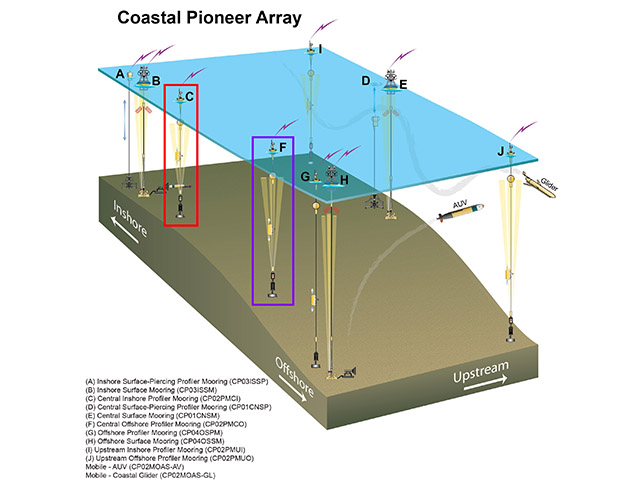 Coastal Pioneer Array
A
B
C
I
D
E
F
G
H
J
Glider
AUV
Inshore
Offshore
Upstream
(A) Inshore Surface-Piercing Profiler Mooring (CP03ISSP)
(B) Inshore Surface Mooring (CP03ISSM)
(C) Central Inshore Profiler Mooring (CP02PMCI)
(D) Central Surface-Piercing Profiler Mooring (CP01CNSP)
(E) Central Surface Mooring (CP01CNSM)
(F) Central Offshore Profiler Mooring (CP02PMCO)
(G) Offshore Profiler Mooring (CP04OSPM)
(H) Offshore Surface Mooring (CP04OSSM)
(I) Upstream Inshore Profiler Mooring (CP02PMUI)
(J) Upstream Offshore Profiler Mooring (CP02PMUO)
Mobile - AUV (CP02MOAS-AV)
Mobile - Coastal Glider (CP02MOAS-GL)